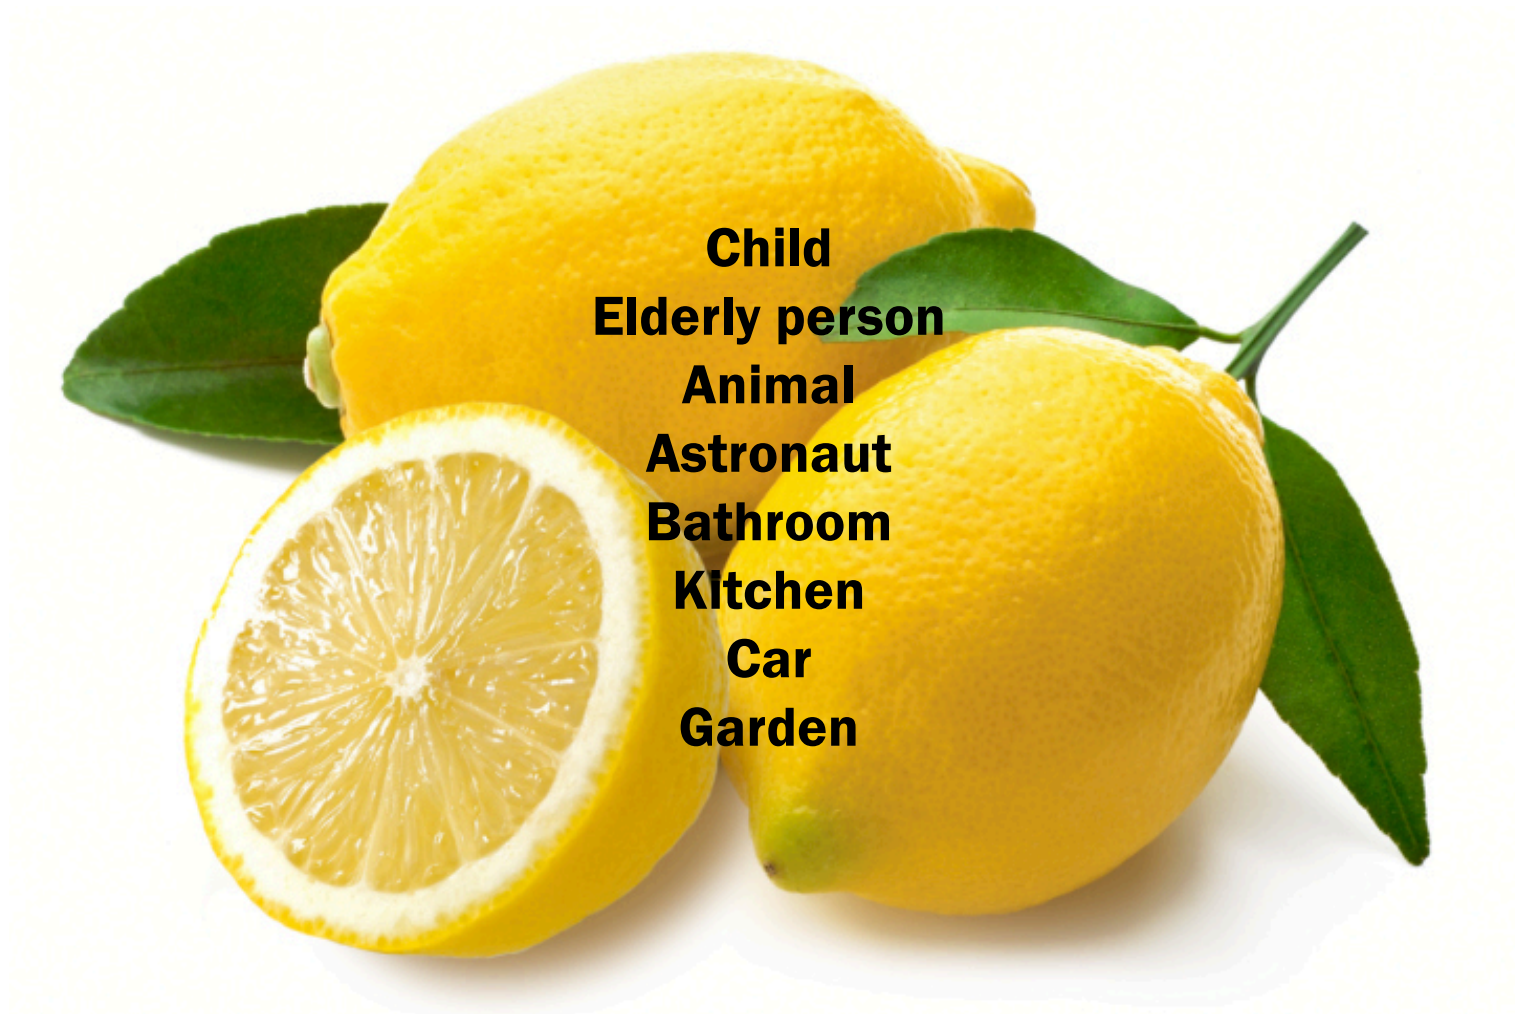 Child
Elderly person
Animal
Astronaut
Bathroom
Kitchen
Car
Garden